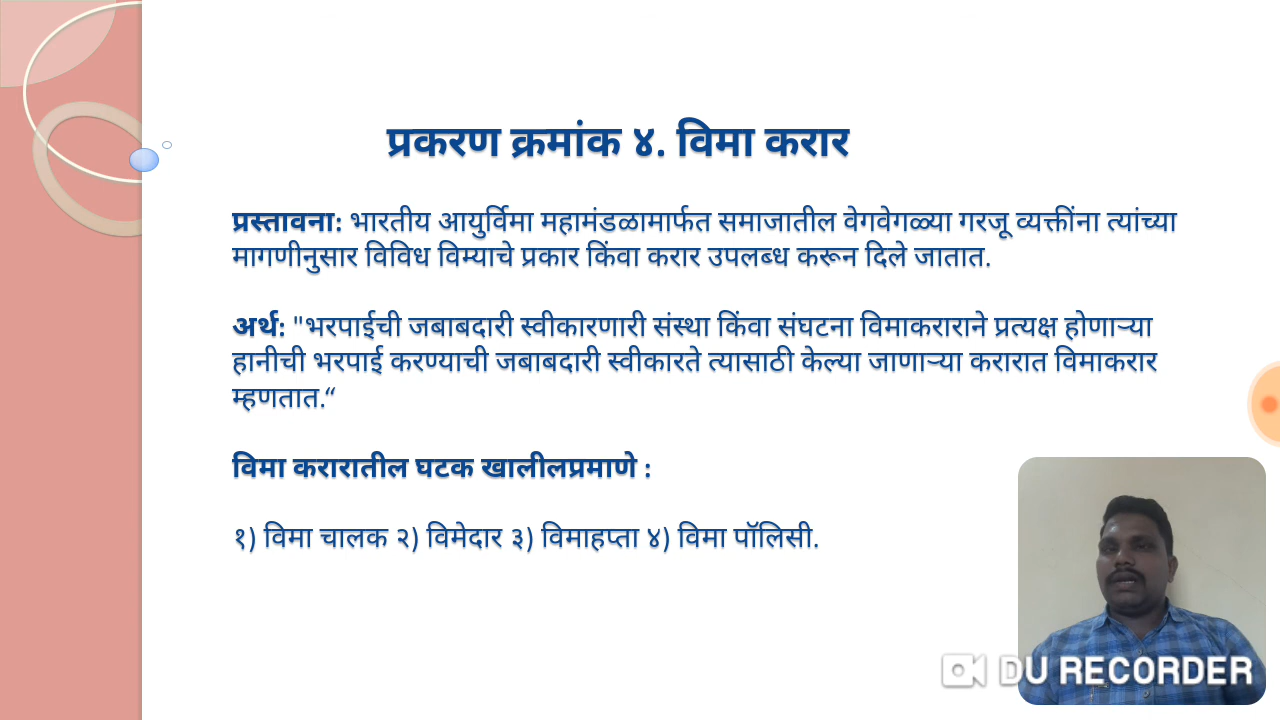 प्रकरण क्रमांक ४. विमा करार
प्रस्तावना: भारतीय आयुर्विमा महामंडळामार्फत समाजातील वेगवेगळ्या गरजू व्यक्तींना त्यांच्या
मागणीनुसार विविध विम्याचे प्रकार किंवा करार उपलब्ध करून दिले जातात.
अर्थ: "भरपाईची जबाबदारी स्वीकारणारी संस्था किंवा संघटना विमाकराराने प्रत्यक्ष होणाऱ्या
हानीची भरपाई करण्याची जबाबदारी स्वीकारते त्यासाठी केल्या जाणाऱ्या करारात विमाकरार
म्हणतात.“
विमा करारातील घटक खालीलप्रमाणे :
१) विमा चालक २) विमेदार ३) विमाहप्ता ४) विमा पॉलिसी.
DU RECORDER